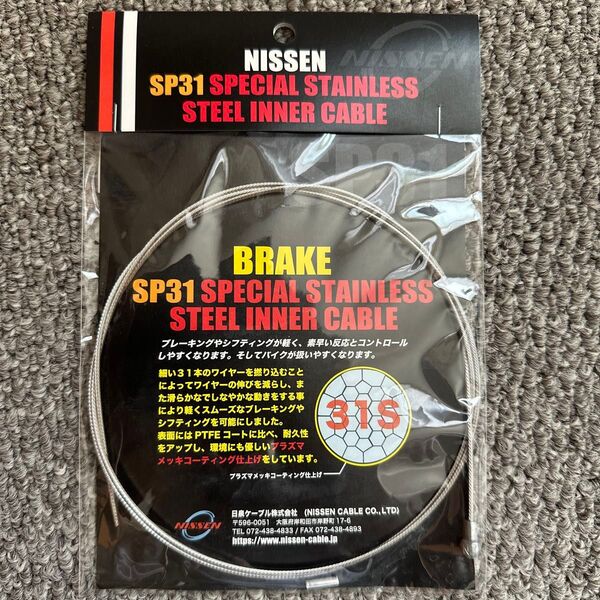 NISSEN
NISSEN
SP31 SPECIAL STAINLESS
STEEL INNER CABLE
SP31
BRAKE
SP31 SPECIAL STAINLESS
STEEL INNER CABLE
ブレーキングやシフティングが軽く、素早い反応とコントロール
しやすくなります。そしてバイクが扱いやすくなります。
細い31本のワイヤーを撚り込むこと
によってワイヤーの伸びを減らし、ま
た滑らかでしなやかな動きをする事
により軽くスムーズなブレーキングや
シフティングを可能にしました。
表面にはPTFEコートに比べ、耐久性
をアップし、環境にも優しいプラズマ
メッキコーティング仕上げをしています。
31S
プラズマメッキコーティング仕上げ
NISSEN
日泉ケーブル株式会社 (NISSEN CABLE CO.,LTD)
〒596-0051 大阪府岸和田市岸野町17-6
TEL 072-438-4833 / FAX 072-438-4893
https://www.nissen-cable.jp